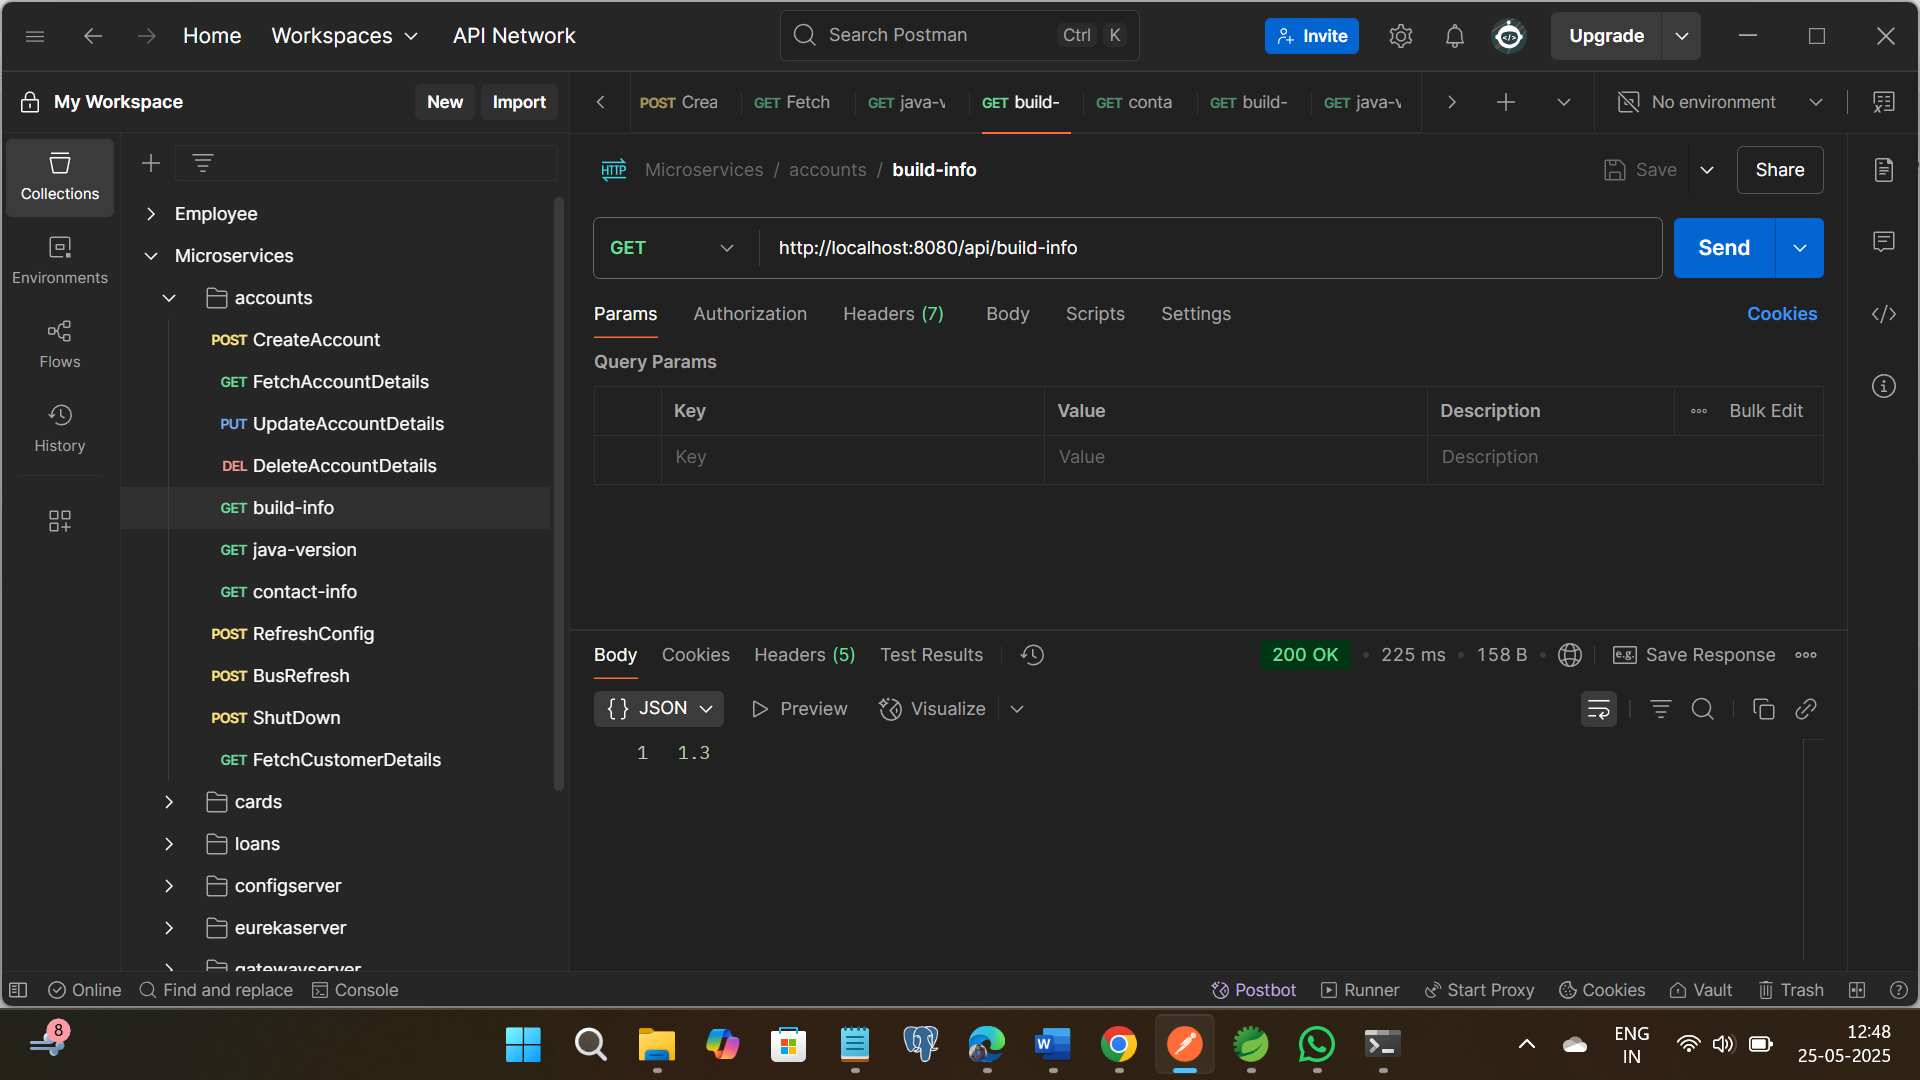 Home Workspaces API Network Search Postman Ctrl K Invite Upgrade
My Workspace New Import POST Crea GET Fetch GET java-v GET build- GET conta GET build- GET java-v No environment
Collections
Environments
Flows
History
Employee
Microservices
accounts
POST CreateAccount
GET FetchAccountDetails
PUT UpdateAccountDetails
DEL DeleteAccountDetails
GET build-info
GET java-version
GET contact-info
POST RefreshConfig
POST BusRefresh
POST ShutDown
GET FetchCustomerDetails
cards
loans
configserver
eurekaserver
gatewayserver
HTTP Microservices / accounts / build-info Save Share
GET http://localhost:8080/api/build-info Send
Params Authorization Headers (7) Body Scripts Settings Cookies
Query Params
Key Value Description Bulk Edit
Key Value Description
Body Cookies Headers (5) Test Results 200 OK 225 ms 158 B e.g. Save Response
{} JSON Preview Visualize
1 1.3
Online Find and replace Console Postbot Runner Start Proxy Cookies Vault Trash
8 W ENG 12:48
IN 25-05-2025